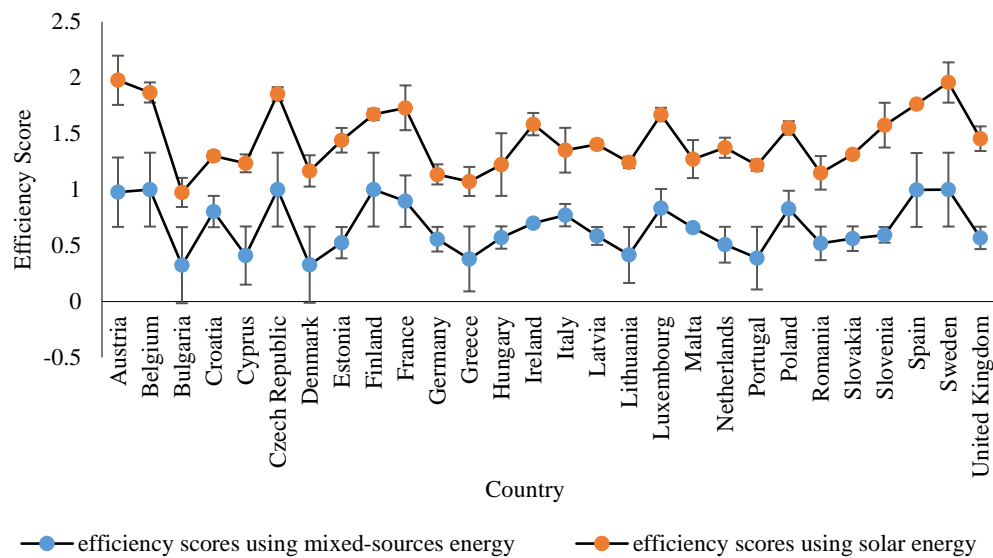 2.5
2
1.5
1
0.5
0
-0.5
Efficiency Score
Austria
Belgium
Bulgaria
Croatia
Cyprus
Czech Republic
Denmark
Estonia
Finland
France
Germany
Greece
Hungary
Ireland
Italy
Latvia
Lithuania
Luxembourg
Malta
Netherlands
Portugal
Poland
Romania
Slovakia
Slovenia
Spain
Sweden
United Kingdom
Country
efficiency scores using mixed-sources energy
efficiency scores using solar energy